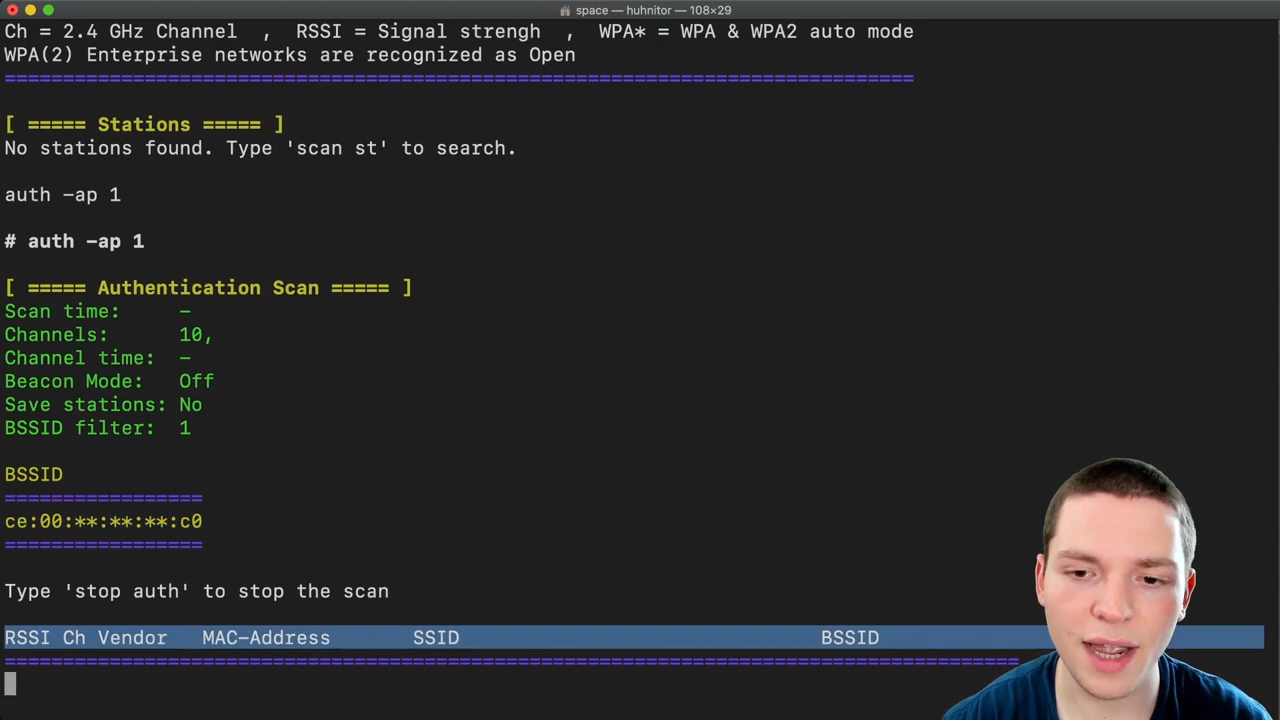 space — huhnitor — 108×29
Ch = 2.4 GHz Channel  ,  RSSI = Signal strengh  ,  WPA* = WPA & WPA2 auto mode
WPA(2) Enterprise networks are recognized as Open
==============================================================================
[ ===== Stations ===== ]
No stations found. Type 'scan st' to search.
auth -ap 1
# auth -ap 1
[ ===== Authentication Scan ===== ]
Scan time:     -
Channels:      10,
Channel time:  -
Beacon Mode:   Off
Save stations: No
BSSID filter:  1
BSSID
=================
ce:00:**:**:**:c0
=================
Type 'stop auth' to stop the scan
RSSI Ch Vendor   MAC-Address       SSID                               BSSID
=======================================================================================